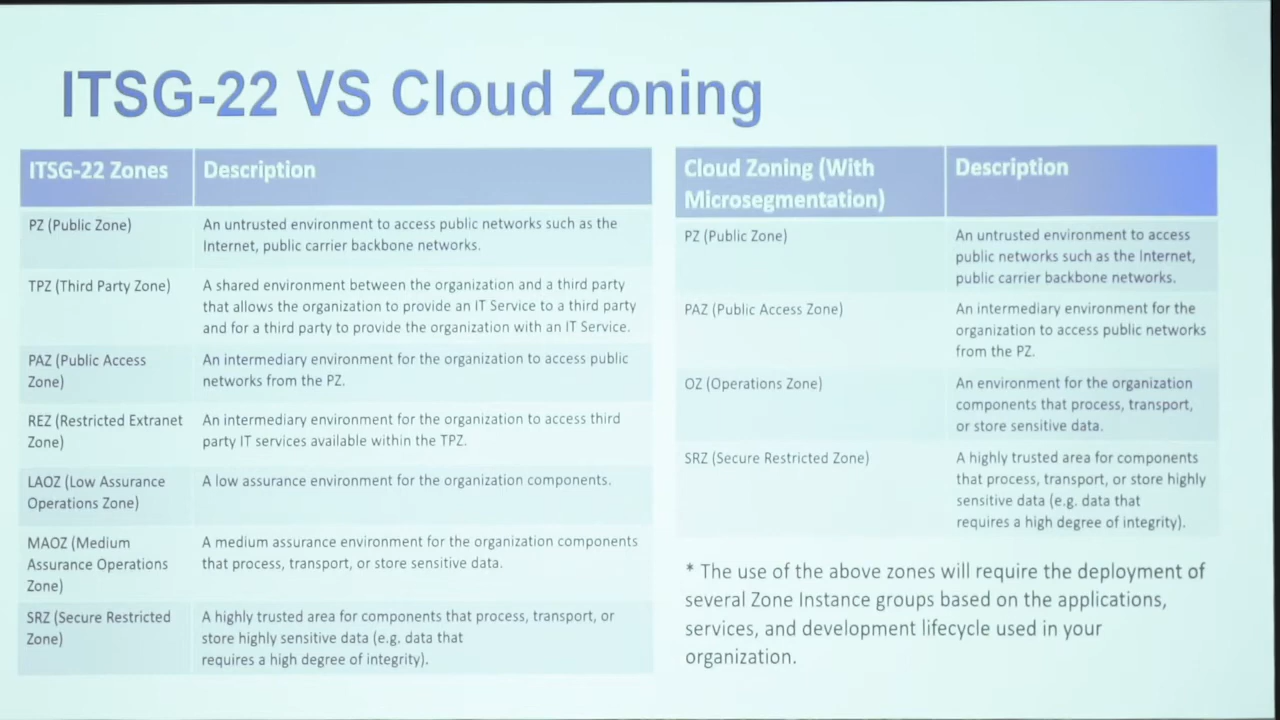 ITSG-22 VS Cloud Zoning
ITSG-22 Zones
Description
PZ (Public Zone)
An untrusted environment to access public networks such as the
Internet, public carrier backbone networks.
TPZ (Third Party Zone)
A shared environment between the organization and a third party
that allows the organization to provide an IT Service to a third party
and for a third party to provide the organization with an IT Service.
PAZ (Public Access
Zone)
An intermediary environment for the organization to access public
networks from the PZ.
REZ (Restricted Extranet
Zone)
An intermediary environment for the organization to access third
party IT services available within the TPZ.
LAOZ (Low Assurance
Operations Zone)
A low assurance environment for the organization components.
MAOZ (Medium
Assurance Operations
Zone)
A medium assurance environment for the organization components
that process, transport, or store sensitive data.
SRZ (Secure Restricted
Zone)
A highly trusted area for components that process, transport, or
store highly sensitive data (e.g. data that
requires a high degree of integrity).
Cloud Zoning (With
Microsegmentation)
Description
PZ (Public Zone)
An untrusted environment to access
public networks such as the Internet,
public carrier backbone networks.
PAZ (Public Access Zone)
An intermediary environment for the
organization to access public networks
from the PZ.
OZ (Operations Zone)
An environment for the organization
components that process, transport,
or store sensitive data.
SRZ (Secure Restricted Zone)
A highly trusted area for components
that process, transport, or store highly
sensitive data (e.g. data that
requires a high degree of integrity).
* The use of the above zones will require the deployment of
several Zone Instance groups based on the applications,
services, and development lifecycle used in your
organization.